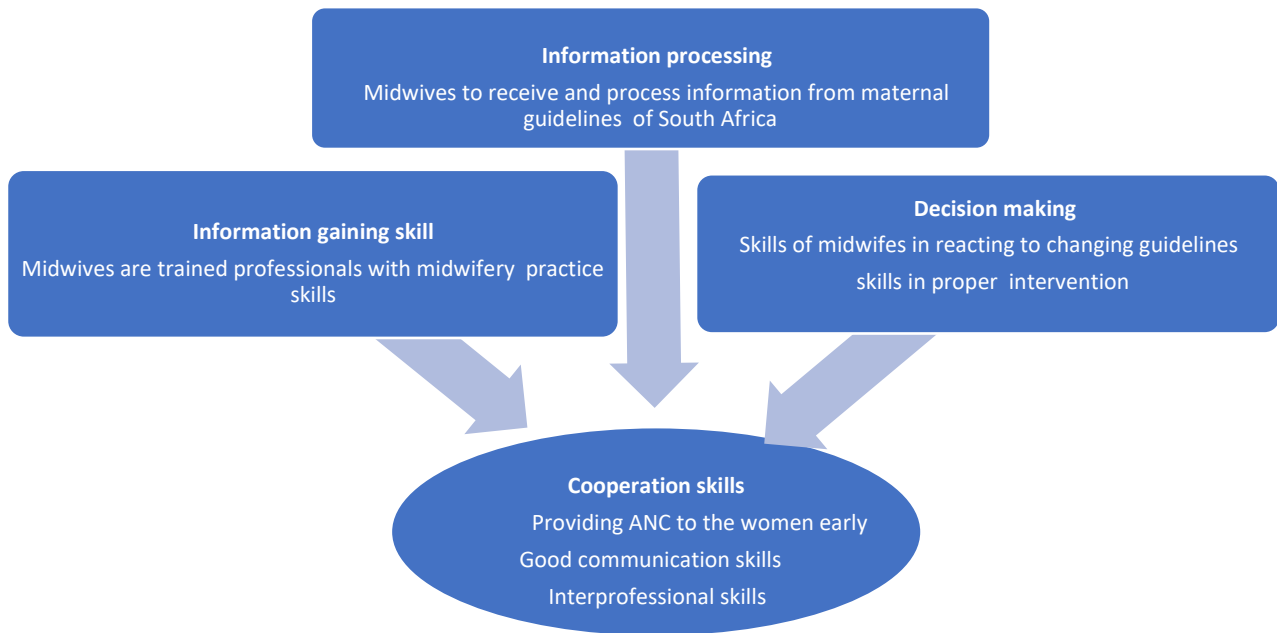 Information processing
Midwives to receive and process information from maternal
guidelines of South Africa
Information gaining skill
Midwives are trained professionals with midwifery practice
skills
Decision making
Skills of midwifes in reacting to changing guidelines
skills in proper intervention
Cooperation skills
Providing ANC to the women early
Good communication skills
Interprofessional skills